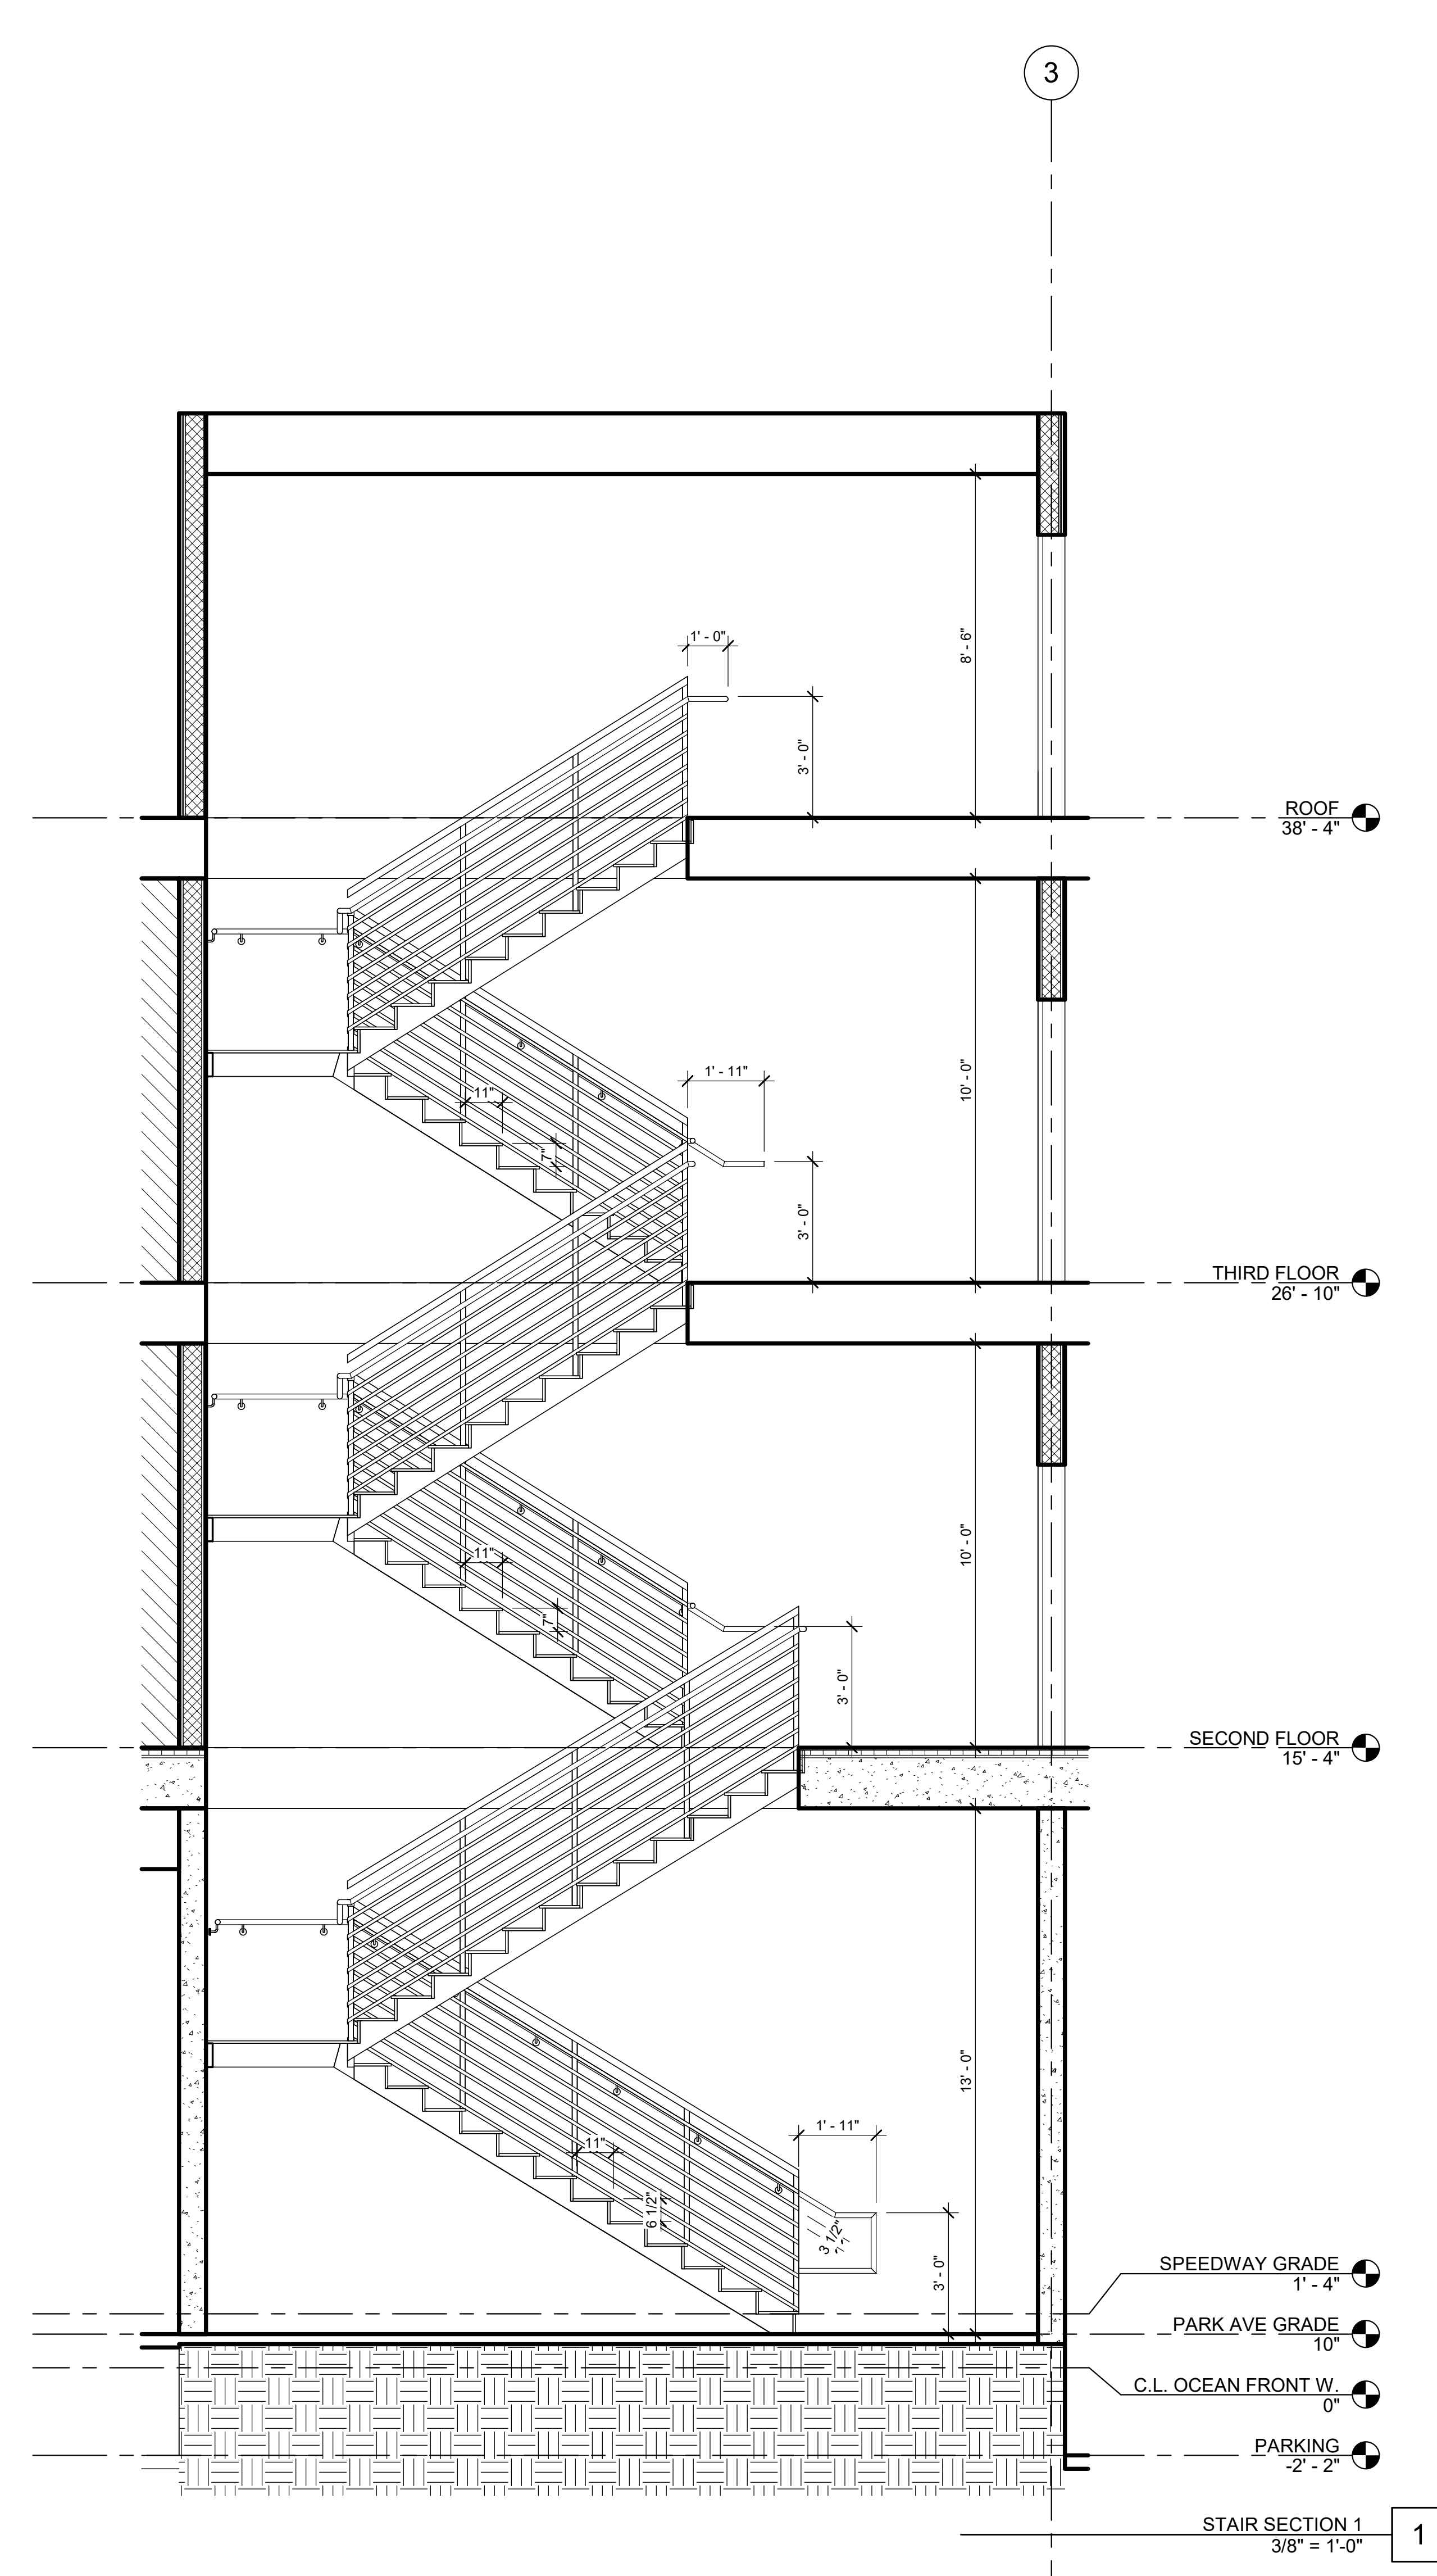 3
1' - 0"
8' - 6"
3' - 0"
ROOF
38' - 4"
1' - 11"
11"
10' - 0"
7"
3' - 0"
THIRD FLOOR
26' - 10"
11"
10' - 0"
7"
3' - 0"
SECOND FLOOR
15' - 4"
13' - 0"
1' - 11"
11"
6 1/2"
3 1/2"
3' - 0"
SPEEDWAY GRADE
1' - 4"
PARK AVE GRADE
10"
C.L. OCEAN FRONT W.
0"
PARKING
-2' - 2"
STAIR SECTION 1
3/8" = 1'-0"
1